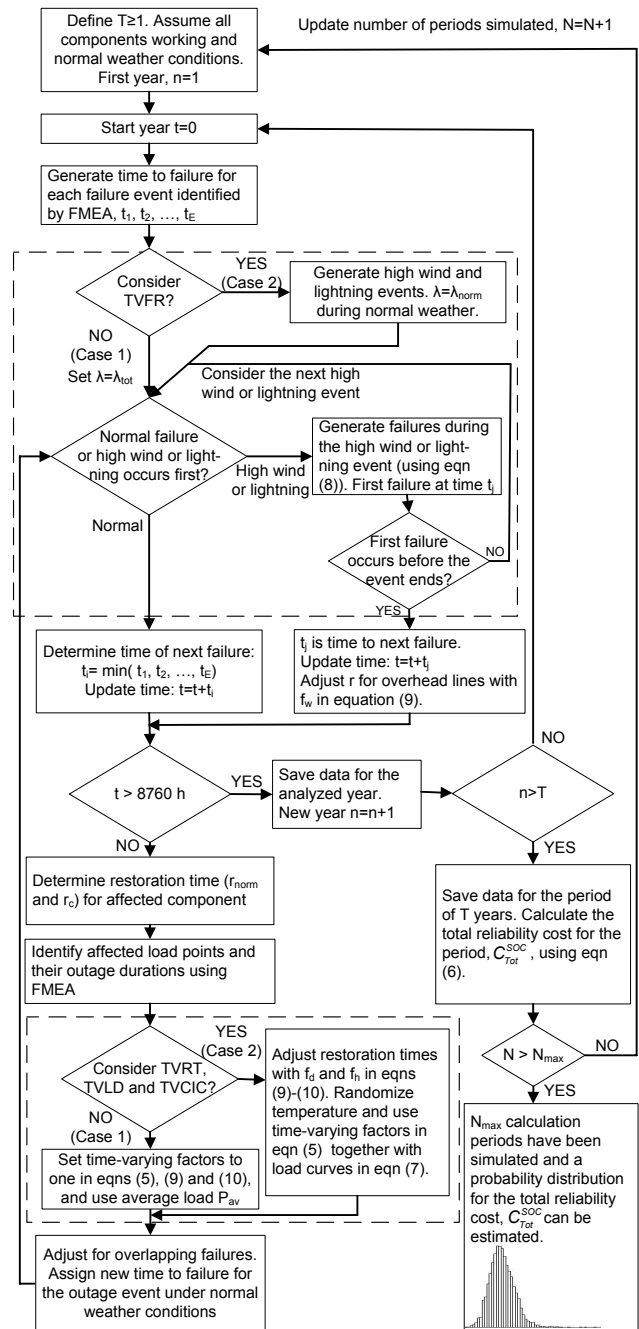 Define T≥1. Assume all
components working and
normal weather conditions.
First year, n=1
Update number of periods simulated, N=N+1
Start year t=0
Generate time to failure for
each failure event identified
by FMEA, t₁, t₂, …, tE
Consider
TVFR?
YES
(Case 2)
Generate high wind and
lightning events. λ=λnorm
during normal weather.
NO
(Case 1)
Set λ=λtot
Consider the next high
wind or lightning event
Normal failure
or high wind or light-
ning occurs first?
High wind
or lightning
Generate failures during
the high wind or light-
ning event (using eqn
(8)). First failure at time tj
Normal
First failure
occurs before the
event ends?
NO
YES
Determine time of next failure:
ti= min( t₁, t₂, …, tE)
Update time: t=t+ti
tj is time to next failure.
Update time: t=t+tj
Adjust r for overhead lines with
fw in equation (9).
t > 8760 h
YES
Save data for the
analyzed year.
New year n=n+1
n>T
NO
YES
NO
Determine restoration time (rnorm
and rc) for affected component
Identify affected load points and
their outage durations using
FMEA
Save data for the period
of T years. Calculate the
total reliability cost for the
period, C_Tot^SOC , using eqn
(6).
Consider TVRT,
TVLD and TVCIC?
YES
(Case 2)
Adjust restoration times
with fd and fh in eqns
(9)-(10). Randomize
temperature and use
time-varying factors in
eqn (5) together with
load curves in eqn (7).
NO
(Case 1)
Set time-varying factors to
one in eqns (5), (9) and (10),
and use average load Pav
N > Nmax
NO
YES
Nmax calculation
periods have been
simulated and a
probability distribution
for the total reliability
cost, C_Tot^SOC can be
estimated.
Adjust for overlapping failures.
Assign new time to failure for
the outage event under normal
weather conditions